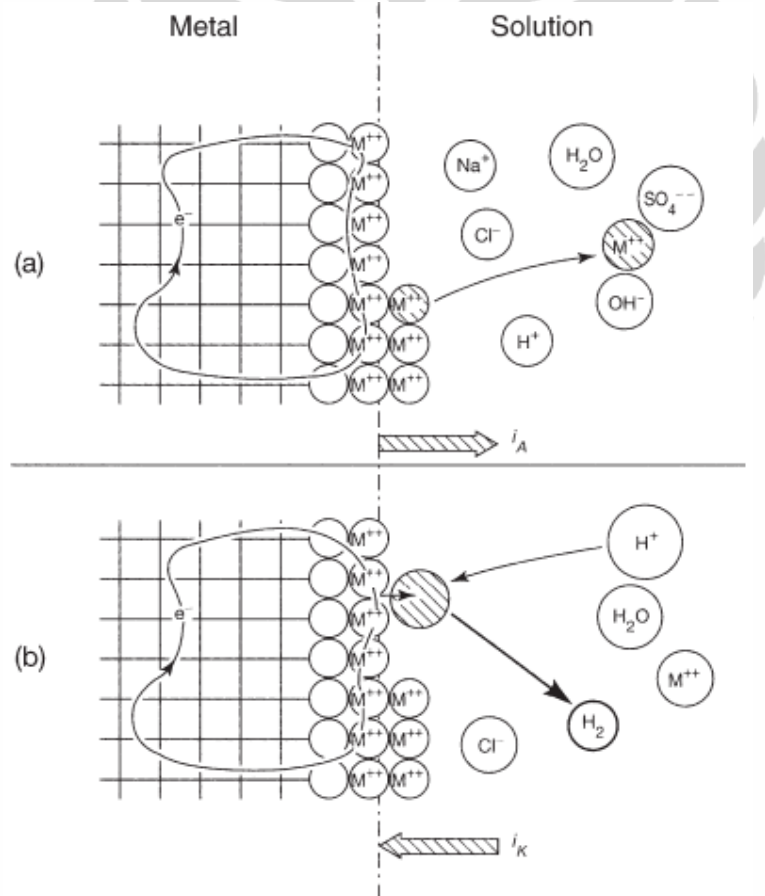 Metal
Solution
M⁺⁺
Na⁺
H₂O
M⁺⁺
SO₄⁻⁻
e⁻
M⁺⁺
Cl⁻
M⁺⁺
(a)
M⁺⁺
M⁺⁺ M⁺⁺
OH⁻
M⁺⁺ M⁺⁺
H⁺
M⁺⁺ M⁺⁺
i_A
M⁺⁺
H⁺
M⁺⁺
e⁻
M⁺⁺
H₂O
(b)
M⁺⁺
M⁺⁺
M⁺⁺ M⁺⁺
H₂
M⁺⁺ M⁺⁺
Cl⁻
M⁺⁺ M⁺⁺
i_K